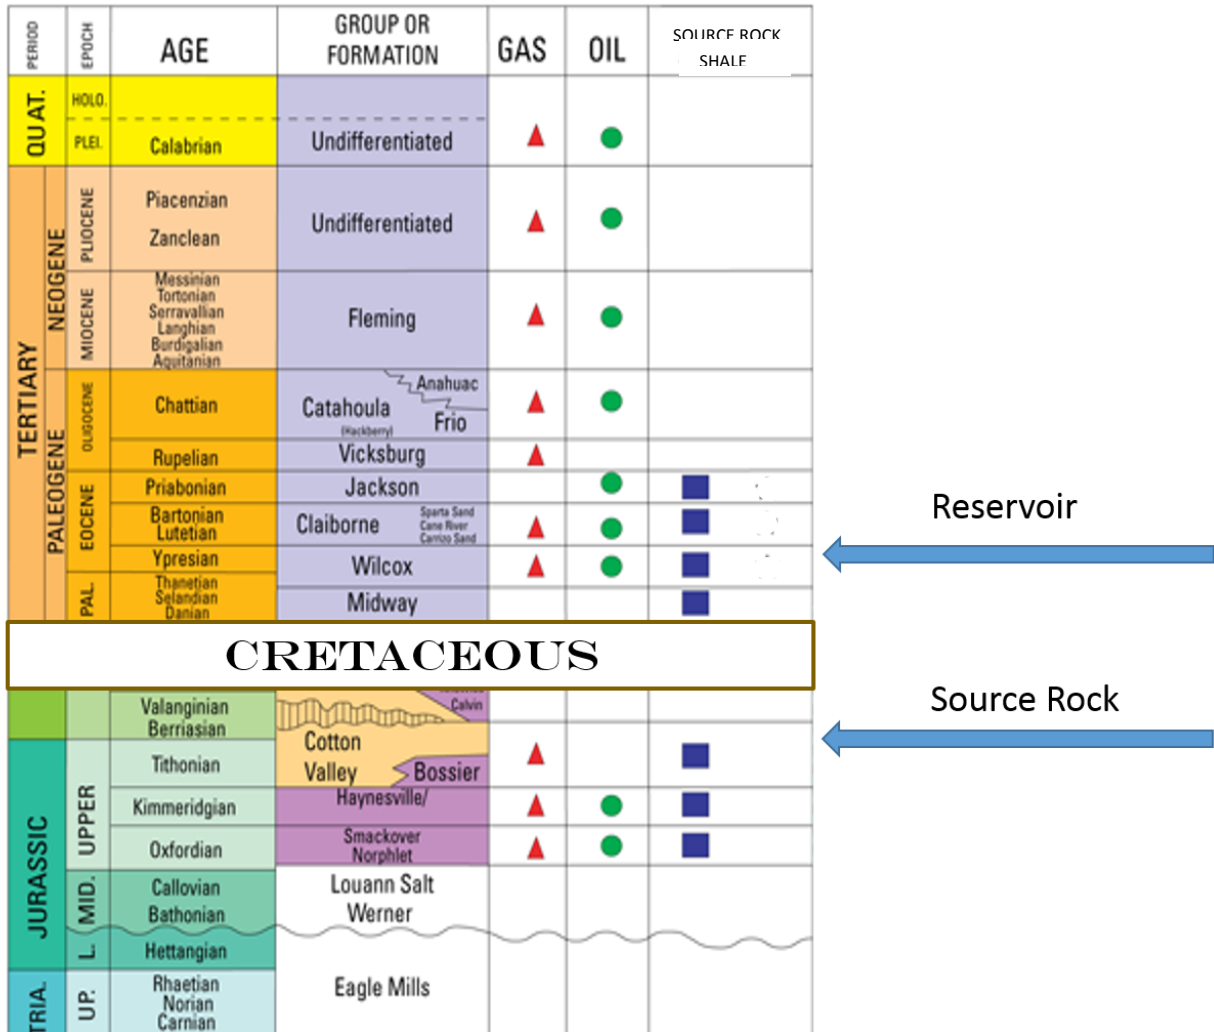 PERIOD
EPOCH
AGE
GROUP OR
FORMATION
GAS
OIL
SOURCE ROCK
SHALE
QUAT.
HOLO.
PLEI.
Calabrian
Undifferentiated
TERTIARY
NEOGENE
PLIOCENE
Piacenzian
Zanclean
Undifferentiated
MIOCENE
Messinian
Tortonian
Serravallian
Langhian
Burdigalian
Aquitanian
Fleming
PALEOGENE
OLIGOCENE
Chattian
Anahuac
Catahoula
(Hackberry)
Frio
Rupelian
Vicksburg
EOCENE
Priabonian
Jackson
Bartonian
Lutetian
Claiborne
Sparta Sand
Cane River
Carrizo Sand
Ypresian
Wilcox
PAL.
Thanetian
Selandian
Danian
Midway
Reservoir
CRETACEOUS
Valanginian
Berriasian
Calvin
Source Rock
JURASSIC
UPPER
Tithonian
Cotton
Valley
Bossier
Kimmeridgian
Haynesville/
Oxfordian
Smackover
Norphlet
MID.
Callovian
Bathonian
Louann Salt
Werner
L.
Hettangian
TRIA.
UP.
Rhaetian
Norian
Carnian
Eagle Mills